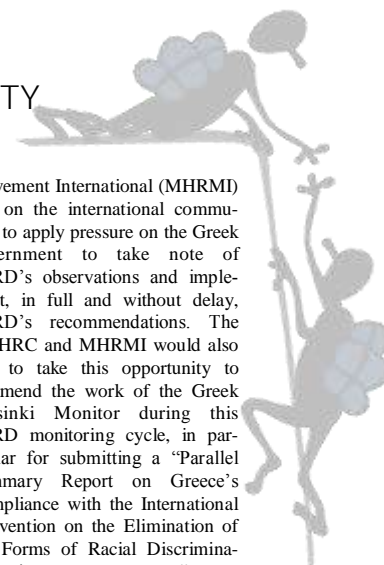 TY
vement International (MHRMI)
on the international commu-
to apply pressure on the Greek
ernment to take note of
RD's observations and imple-
t, in full and without delay,
RD's recommendations. The
HRC and MHRMI would also
to take this opportunity to
mend the work of the Greek
sinki Monitor during this
RD monitoring cycle, in par-
lar for submitting a “Parallel
mmary Report on Greece's
mpliance with the International
vention on the Elimination of
Forms of Racial Discrimina-